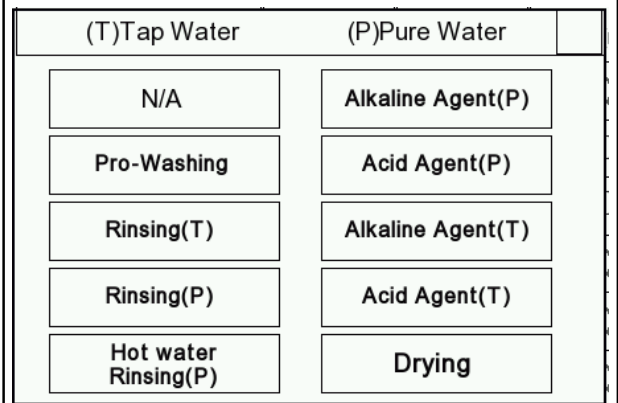 (T)Tap Water (P)Pure Water
N/A Alkaline Agent(P)
Pro-Washing Acid Agent(P)
Rinsing(T) Alkaline Agent(T)
Rinsing(P) Acid Agent(T)
Hot water
Rinsing(P) Drying